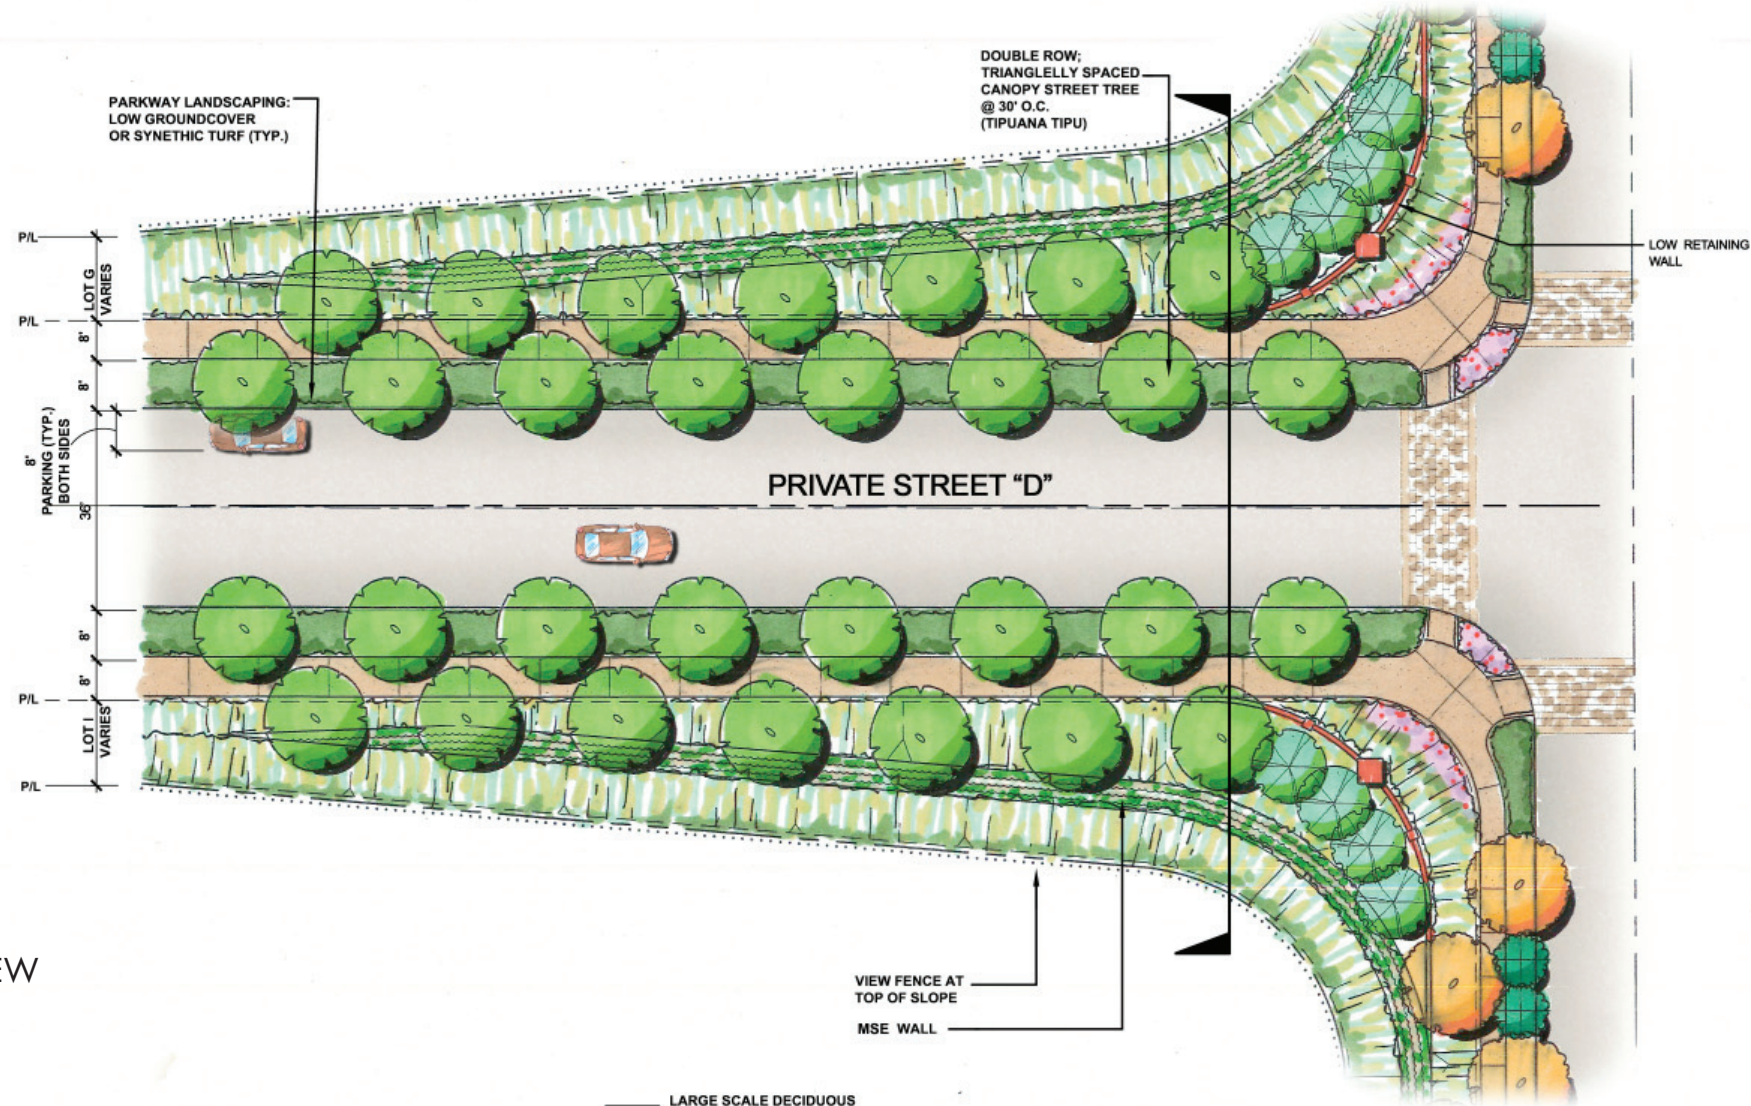 DOUBLE ROW;
TRIANGLELLY SPACED
CANOPY STREET TREE
@ 30' O.C.
(TIPUANA TIPU)
PARKWAY LANDSCAPING:
LOW GROUNDCOVER
OR SYNETHIC TURF (TYP.)
P/L
LOW RETAINING
WALL
LOT G
VARIES
P/L
8'
8'
8'
PARKING (TYP.)
BOTH SIDES
PRIVATE STREET “D”
36'
8'
8'
P/L
LOT I
VARIES
P/L
EW
VIEW FENCE AT
TOP OF SLOPE
MSE WALL
LARGE SCALE DECIDUOUS